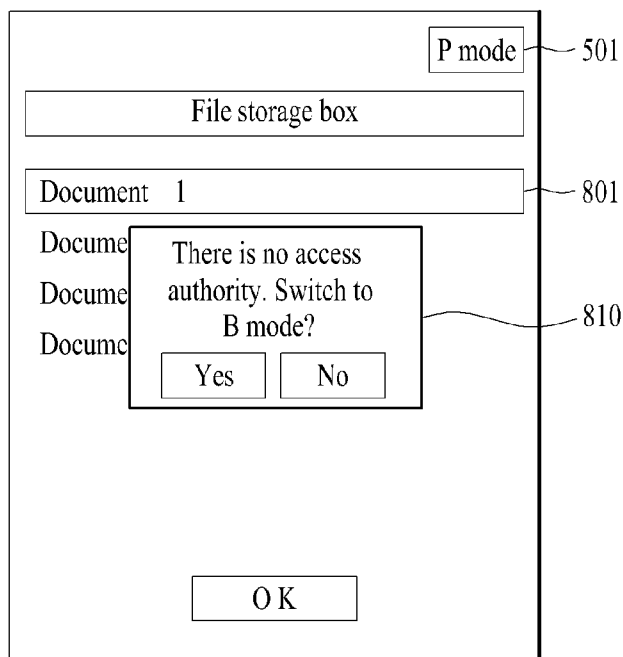 P mode
501
File storage box
Document 1
801
Docume
There is no access
authority. Switch to
B mode?
810
Docume
Docume
Yes
No
O K